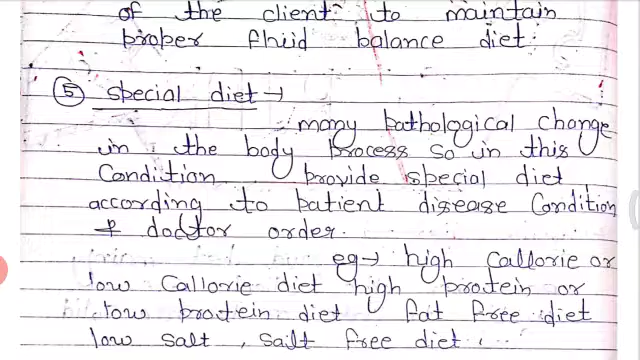 of the client to maintain
proper fluid balance diet.
⑤ special diet →
many pathological change
in the body process so in this
condition provide special diet
according to patient disease condition
+ doctor order.
eg → high callorie or
low callorie diet high protein or
low protein diet fat free diet
low salt, salt free diet...